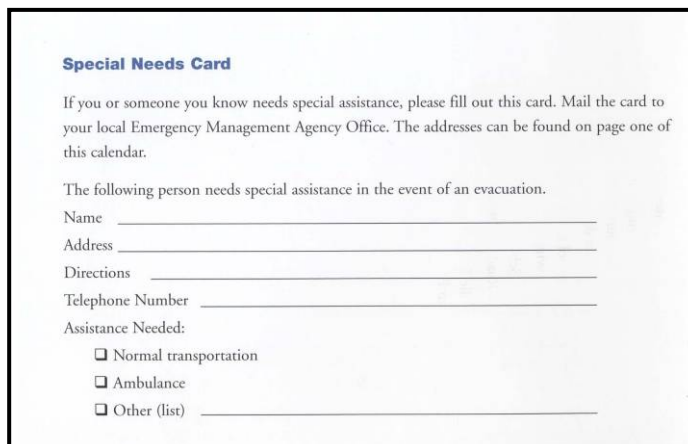 Special Needs Card
If you or someone you know needs special assistance, please fill out this card. Mail the card to
your local Emergency Management Agency Office. The addresses can be found on page one of
this calendar.
The following person needs special assistance in the event of an evacuation.
Name
Address
Directions
Telephone Number
Assistance Needed:
❑ Normal transportation
❑ Ambulance
❑ Other (list)